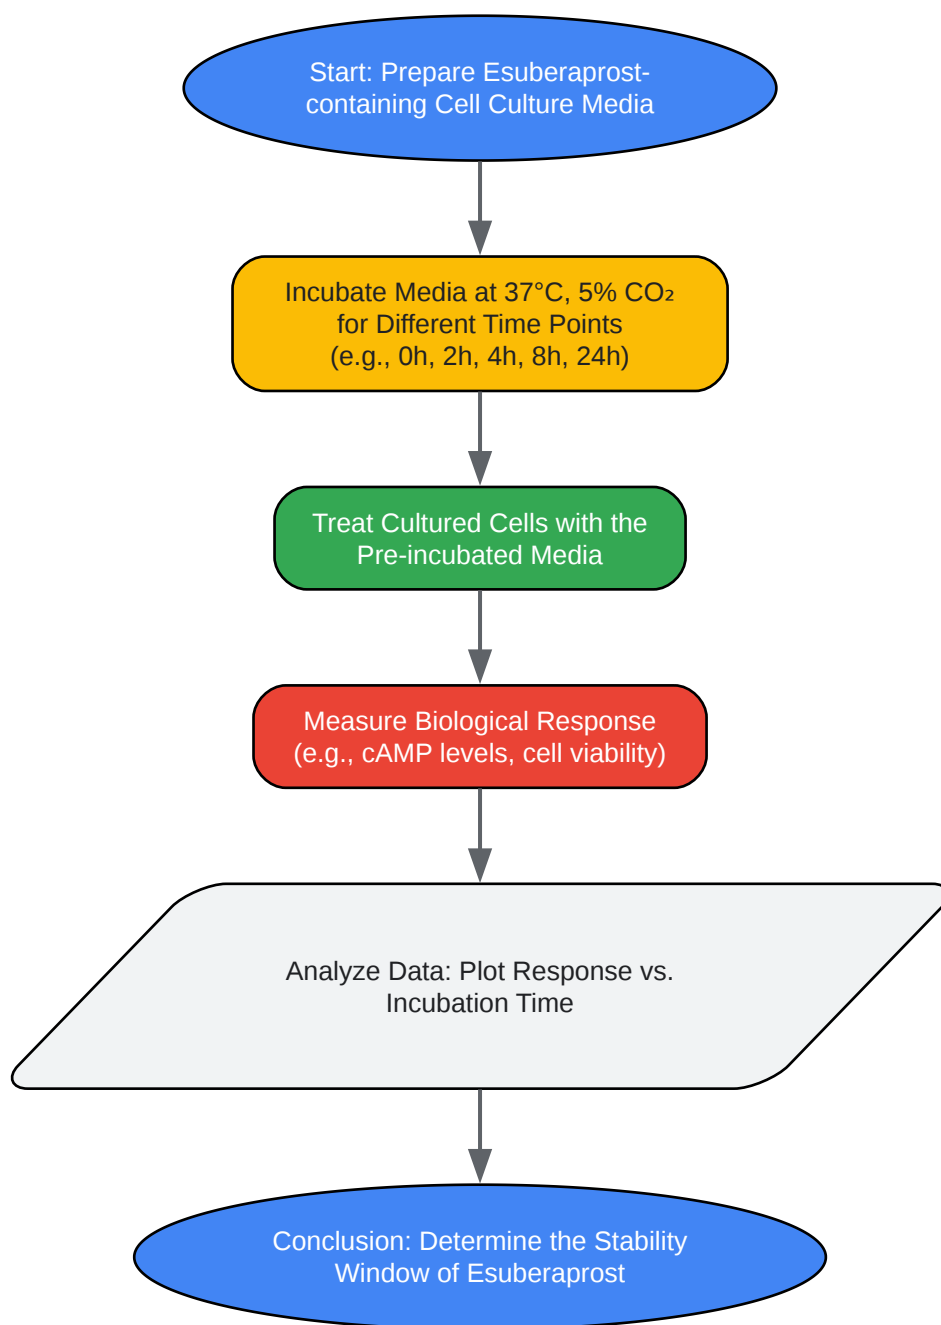 Start: Prepare Esuberaprost-
containing Cell Culture Media
Incubate Media at 37°C, 5% CO₂
for Different Time Points
(e.g., 0h, 2h, 4h, 8h, 24h)
Treat Cultured Cells with the
Pre-incubated Media
Measure Biological Response
(e.g., cAMP levels, cell viability)
Analyze Data: Plot Response vs.
Incubation Time
Conclusion: Determine the Stability
Window of Esuberaprost